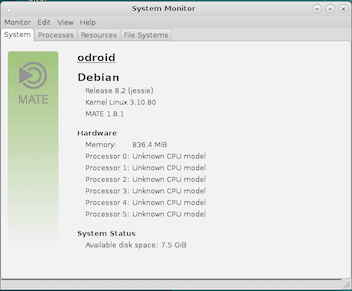 System Monitor
Monitor Edit View Help
System Processes Resources File Systems
odroid
Debian
Release 8.2 (jessie)
Kernel Linux 3.10.80
MATE 1.8.1
MATE
Hardware
Memory: 836.4 MiB
Processor 0: Unknown CPU model
Processor 1: Unknown CPU model
Processor 2: Unknown CPU model
Processor 3: Unknown CPU model
Processor 4: Unknown CPU model
Processor 5: Unknown CPU model
System Status
Available disk space: 7.5 GiB